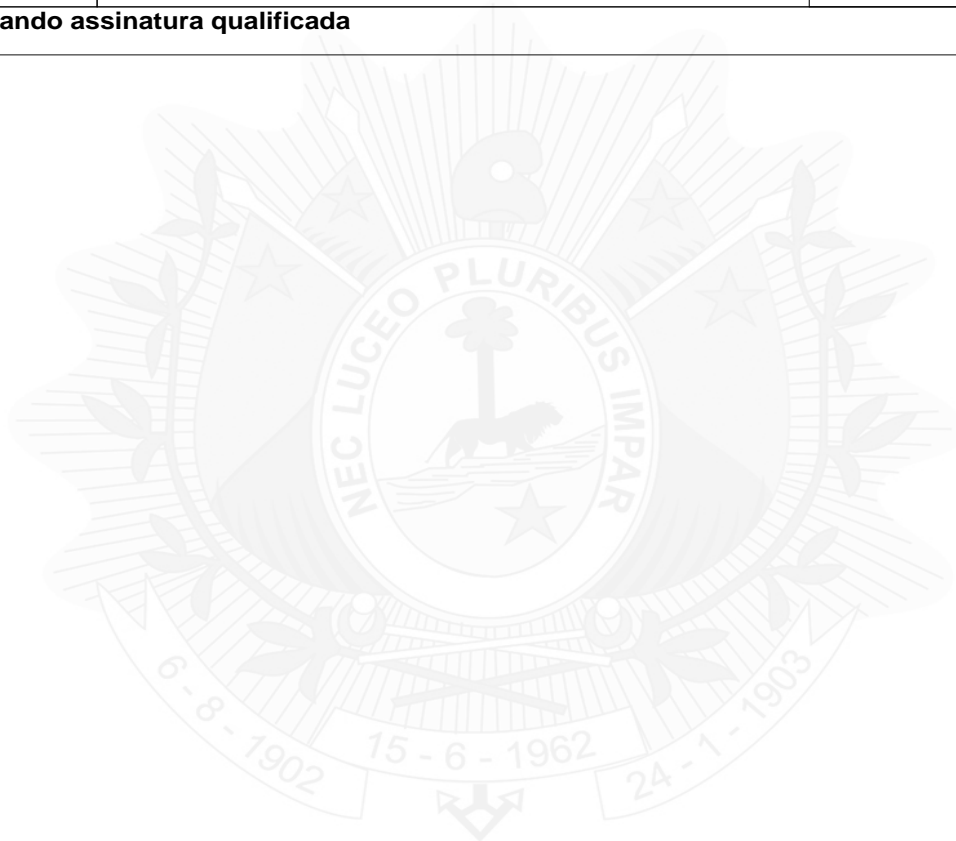 ando assinatura qualificada
NEC LUCEO PLURIBUS IMPAR
6 - 8 - 1902
15 - 6 - 1962
24 - 1 - 1903